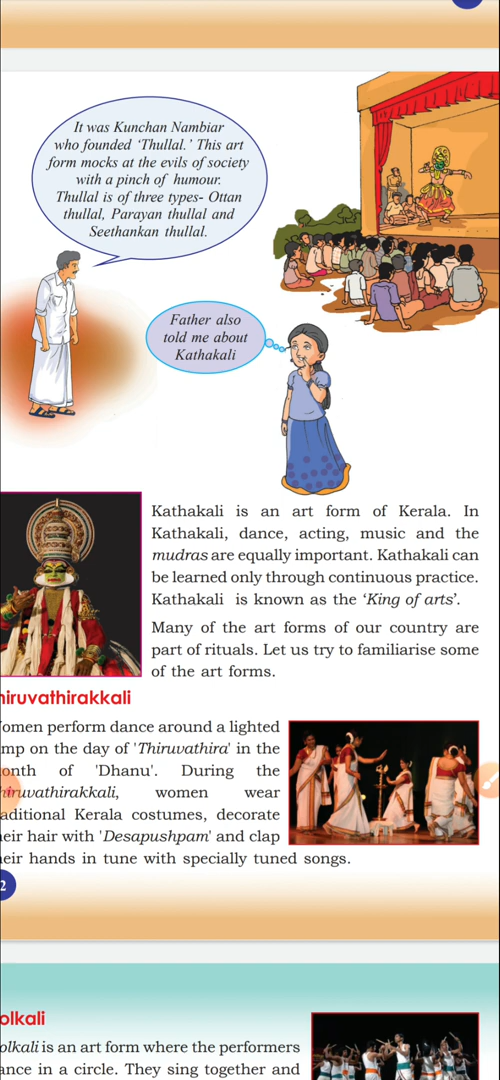 It was Kunchan Nambiar
who founded ‘Thullal.’ This art
form mocks at the evils of society
with a pinch of humour.
Thullal is of three types- Ottan
thullal, Parayan thullal and
Seethankan thullal.
Father also
told me about
Kathakali
Kathakali is an art form of Kerala. In
Kathakali, dance, acting, music and the
mudras are equally important. Kathakali can
be learned only through continuous practice.
Kathakali is known as the ‘King of arts’.
Many of the art forms of our country are
part of rituals. Let us try to familiarise some
of the art forms.
hiruvathirakkali
omen perform dance around a lighted
mp on the day of 'Thiruvathira' in the
onth of 'Dhanu'. During the
hiruvathirakkali, women wear
aditional Kerala costumes, decorate
eir hair with 'Desapushpam' and clap
eir hands in tune with specially tuned songs.
2
olkali
olkali is an art form where the performers
ance in a circle. They sing together and